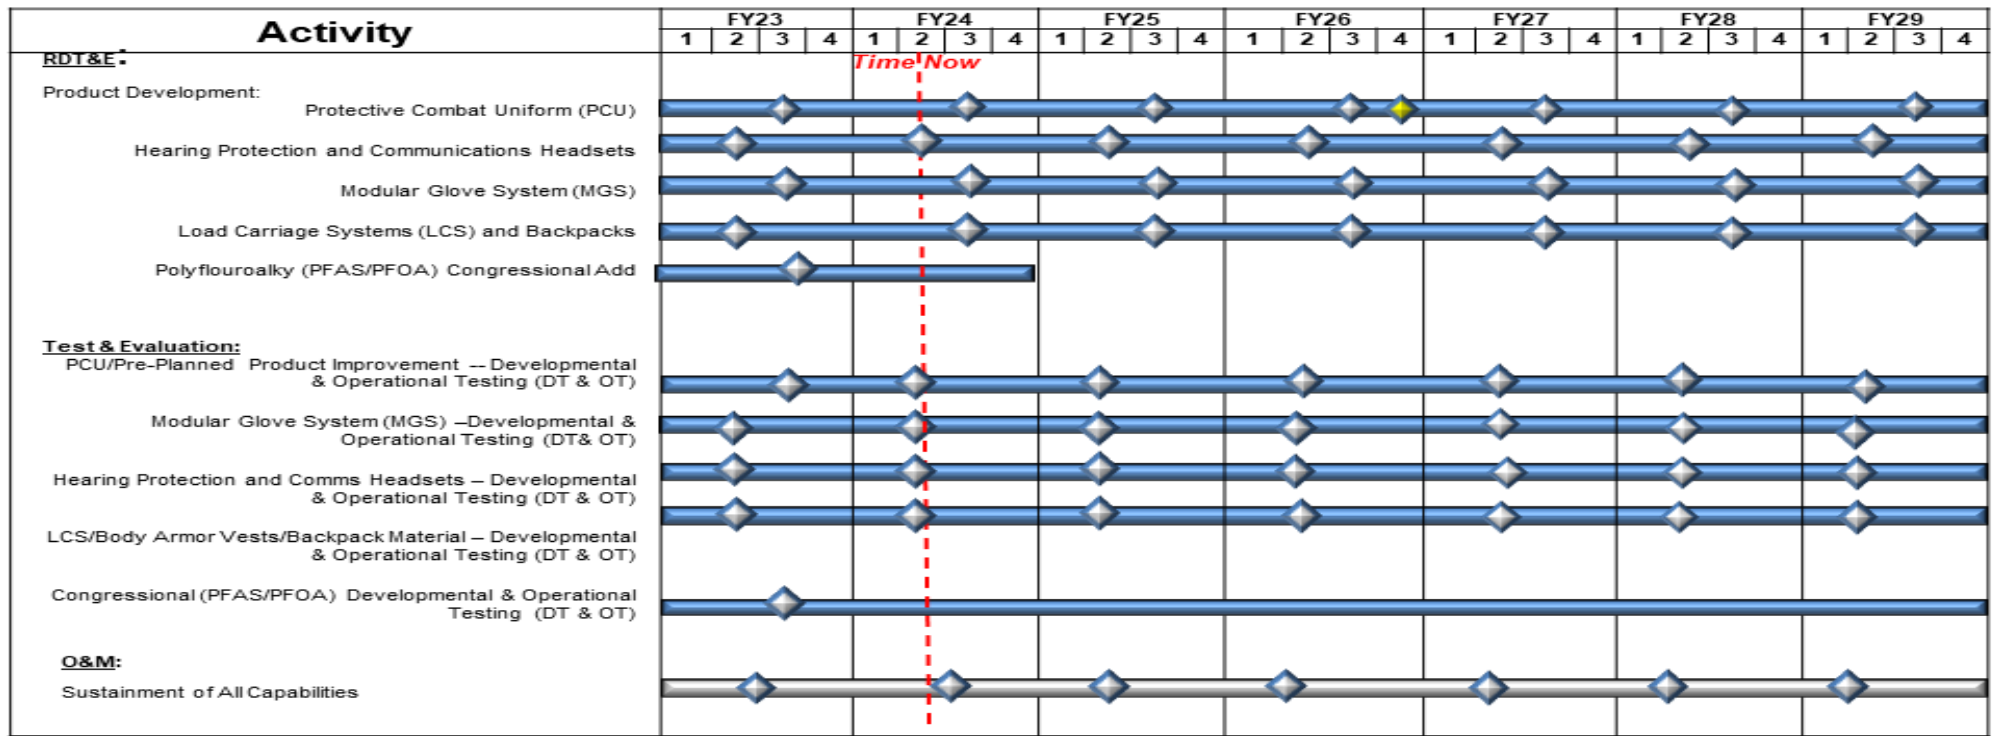 Activity
FY23 FY24 FY25 FY26 FY27 FY28 FY29
1 2 3 4 1 2 3 4 1 2 3 4 1 2 3 4 1 2 3 4 1 2 3 4 1 2 3 4
RDT&E:
Time Now
Product Development:
Protective Combat Uniform (PCU)
Hearing Protection and Communications Headsets
Modular Glove System (MGS)
Load Carriage Systems (LCS) and Backpacks
Polyflouroalky (PFAS/PFOA) Congressional Add
Test & Evaluation:
PCU/Pre-Planned Product Improvement -- Developmental
& Operational Testing (DT & OT)
Modular Glove System (MGS) –Developmental &
Operational Testing (DT& OT)
Hearing Protection and Comms Headsets – Developmental
& Operational Testing (DT & OT)
LCS/Body Armor Vests/Backpack Material – Developmental
& Operational Testing (DT & OT)
Congressional (PFAS/PFOA) Developmental & Operational
Testing (DT & OT)
O&M:
Sustainment of All Capabilities